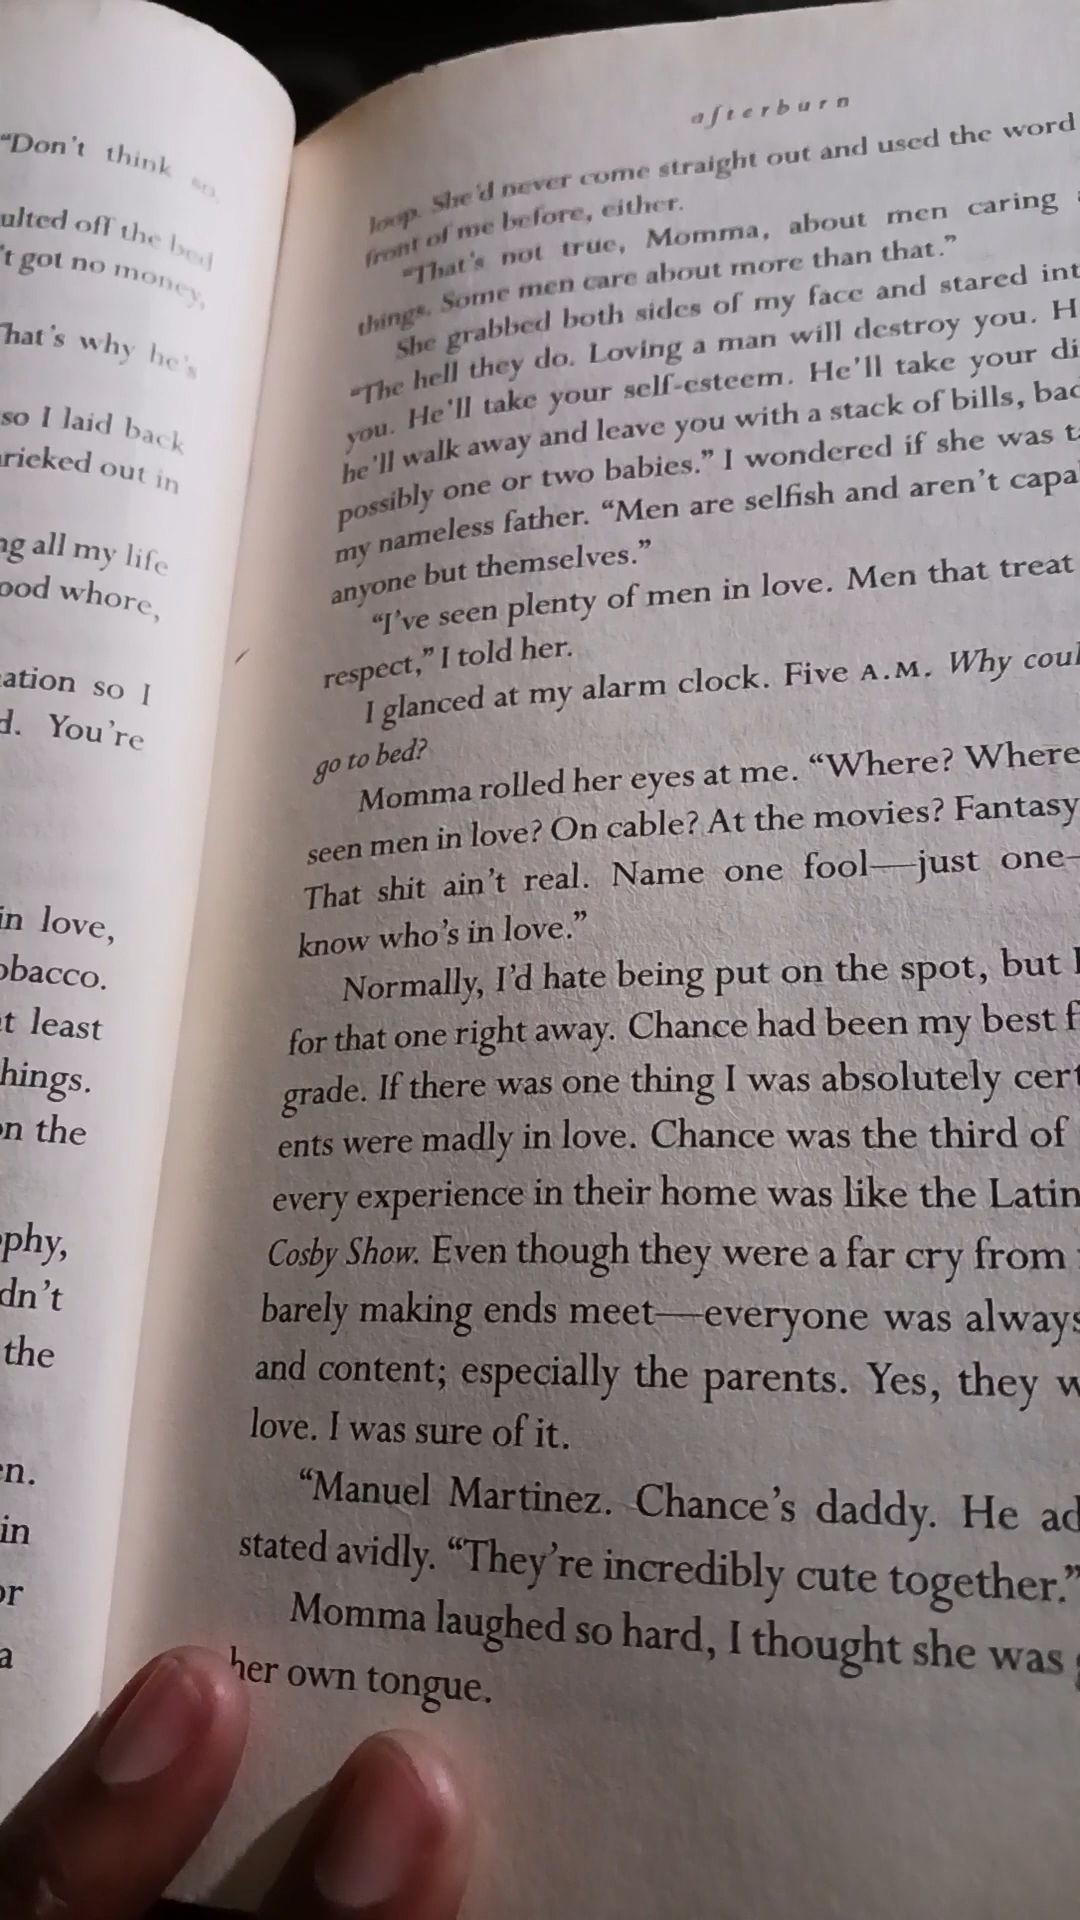 "Don't think so.
ulted off the bed
't got no money,
That's why he's
so I laid back
rieked out in
ng all my life
ood whore,
ation so I
d. You're
in love,
obacco.
t least
hings.
on the
phy,
dn't
the
en.
in
or
a
afterburn
loop. She'd never come straight out and used the word
front of me before, either.
"That's not true, Momma, about men caring
things. Some men care about more than that."
She grabbed both sides of my face and stared int
"The hell they do. Loving a man will destroy you. H
you. He'll take your self-esteem. He'll take your di
he'll walk away and leave you with a stack of bills, bad
possibly one or two babies." I wondered if she was ta
my nameless father. "Men are selfish and aren't capa
anyone but themselves."
"I've seen plenty of men in love. Men that treat
respect," I told her.
I glanced at my alarm clock. Five A.M. Why coul
go to bed?
Momma rolled her eyes at me. "Where? Where
seen men in love? On cable? At the movies? Fantasy
That shit ain't real. Name one fool—just one—
know who's in love."
Normally, I'd hate being put on the spot, but I
for that one right away. Chance had been my best f
grade. If there was one thing I was absolutely cert
ents were madly in love. Chance was the third of
every experience in their home was like the Latin
Cosby Show. Even though they were a far cry from
barely making ends meet—everyone was always
and content; especially the parents. Yes, they w
love. I was sure of it.
"Manuel Martinez. Chance's daddy. He ad
stated avidly. "They're incredibly cute together."
Momma laughed so hard, I thought she was g
her own tongue.